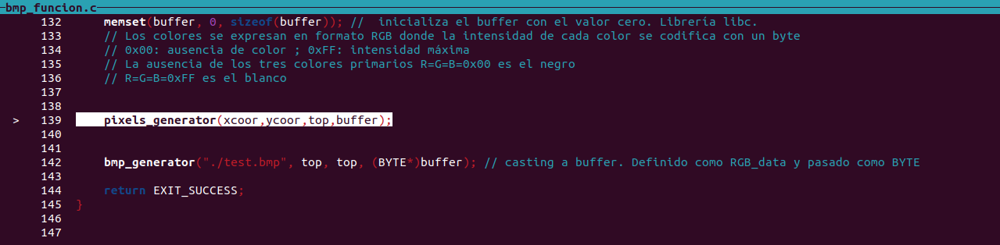 bmp_funcion.c
132 memset(buffer, 0, sizeof(buffer)); //  inicializa el buffer con el valor cero. Librería libc.
133 // Los colores se expresan en formato RGB donde la intensidad de cada color se codifica con un byte
134 // 0x00: ausencia de color ; 0xFF: intensidad máxima
135 // La ausencia de los tres colores primarios R=G=B=0x00 es el negro
136 // R=G=B=0xFF es el blanco
137
138
> 139 pixels_generator(xcoor,ycoor,top,buffer);
140
141
142 bmp_generator("./test.bmp", top, top, (BYTE*)buffer); // casting a buffer. Definido como RGB_data y pasado como BYTE
143
144 return EXIT_SUCCESS;
145 }
146
147